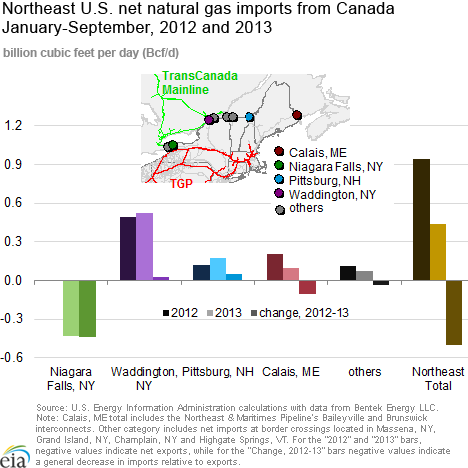 Northeast U.S. net natural gas imports from Canada
January-September, 2012 and 2013
billion cubic feet per day (Bcf/d)
TransCanada
Mainline
TGP
Calais, ME
Niagara Falls, NY
Pittsburg, NH
Waddington, NY
others
1.2
0.9
0.6
0.3
0.0
-0.3
-0.6
2012 2013 change, 2012-13
Niagara
Falls, NY
Waddington,
NY
Pittsburg, NH
Calais, ME
others
Northeast
Total
Source: U.S. Energy Information Administration calculations with data from Bentek Energy LLC.
Note: Calais, ME total includes the Northeast & Maritimes Pipeline's Baileyville and Brunswick
interconnects. Other category includes net imports at border crossings located in Massena, NY,
Grand Island, NY, Champlain, NY and Highgate Springs, VT. For the "2012" and "2013" bars,
negative values indicate net exports, while for the "Change, 2012-13" bars negative values indicate
a general decrease in imports relative to exports.
eia